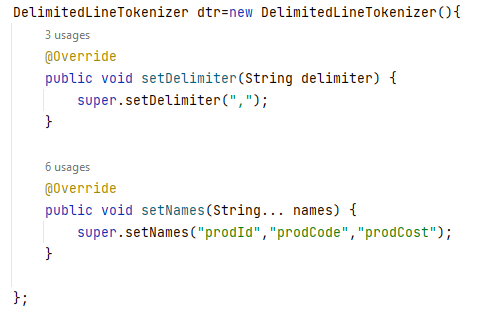 DelimitedLineTokenizer dtr=new DelimitedLineTokenizer(){
3 usages
@Override
public void setDelimiter(String delimiter) {
super.setDelimiter(",");
}
6 usages
@Override
public void setNames(String... names) {
super.setNames("prodId","prodCode","prodCost");
}
};